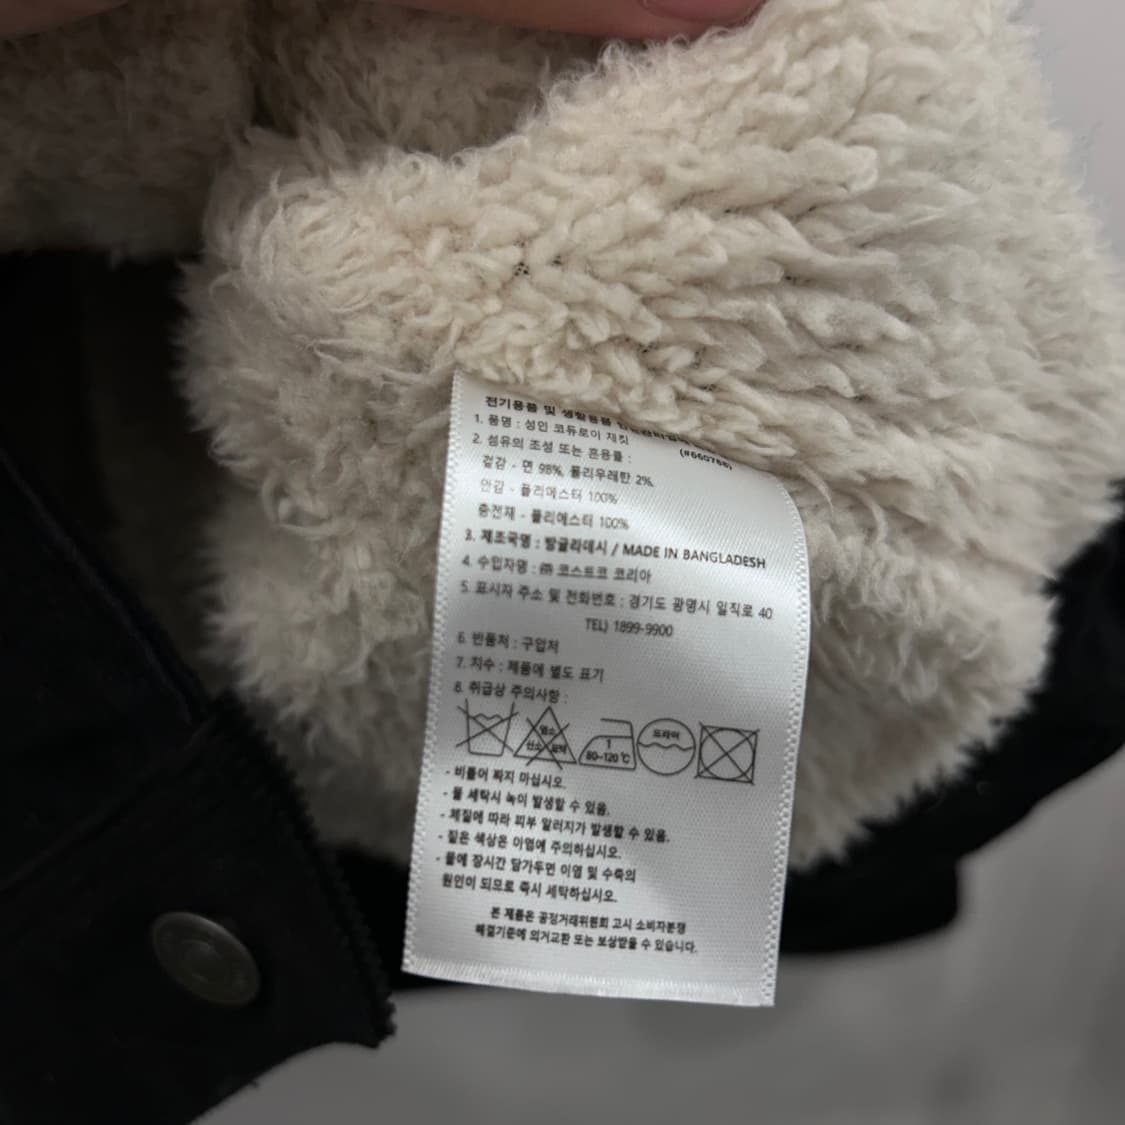 전기용품 및 생활용품
(#660766)
1. 품명 : 성인 코듀로이 자킷
2. 섬유의 조성 또는 혼용률 :
겉감 - 면 98%, 폴리우레탄 2%,
안감 - 폴리에스터 100%
충전재 - 폴리에스터 100%
3. 제조국명 : 방글라데시 / MADE IN BANGLADESH
4. 수입자명 : ㈜ 코스트코 코리아
5. 표시자 주소 및 전화번호 : 경기도 광명시 일직로 40
TEL) 1899-9900
6. 반품처 : 구입처
7. 치수 : 제품에 별도 표기
8. 취급상 주의사항 :
염소
산소 표백
1
80~120℃
드라이
- 비틀어 짜지 마십시오.
- 물 세탁시 녹이 발생할 수 있음.
- 체질에 따라 피부 알러지가 발생할 수 있음.
- 짙은 색상은 이염에 주의하십시오.
- 물에 장시간 담가두면 이염 및 수축의
원인이 되므로 즉시 세탁하십시오.
본 제품은 공정거래위원회 고시 소비자분쟁
해결기준에 의거교환 또는 보상받을 수 있습니다.